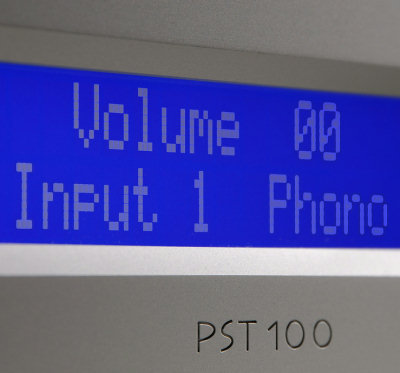 Volume 00
Input 1 Phono
PST100